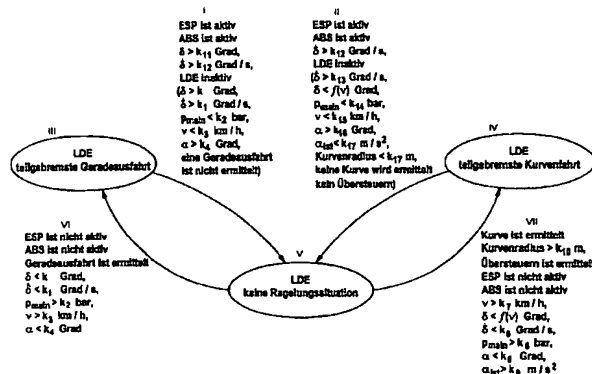 I
ESP ist aktiv
ABS ist aktiv
δ > k₁₁ Grad,
δ̇ > k₁₂ Grad / s,
LDE inaktiv
(δ > k Grad,
δ̇ > k₁ Grad / s,
pmain < k₂ bar,
v < k₃ km / h,
α > k₄ Grad,
eine Geradeausfahrt
ist nicht ermittelt)
II
ESP ist aktiv
ABS ist aktiv
δ̇ > k₁₂ Grad / s,
LDE inaktiv
(δ̇ > k₁₃ Grad / s,
δ < f(v) Grad,
pmain < k₁₄ bar,
v < k₁₅ km / h,
α > k₁₆ Grad,
αist < k₁₇ m / s²,
Kurvenradius < k₁₇ m,
keine Kurve wird ermittelt
kein Übersteuern)
III
LDE
teilgebremste Geradeausfahrt
IV
LDE
teilgebremste Kurvenfahrt
V
LDE
keine Regelungssituation
VI
ESP ist nicht aktiv
ABS ist nicht aktiv
Geradeausfahrt ist ermittelt
δ < k Grad,
δ̇ < k₁ Grad / s,
pmain > k₂ bar,
v > k₃ km / h,
α < k₄ Grad
VII
Kurve ist ermittelt
Kurvenradius > k₁₀ m,
Übersteuern ist ermittelt
ESP ist nicht aktiv
ABS ist nicht aktiv
v > k₇ km / h,
δ < f(v) Grad,
δ̇ < k₆ Grad / s,
pmain > k₆ bar,
α < k₈ Grad,
αist > k₉ m / s²